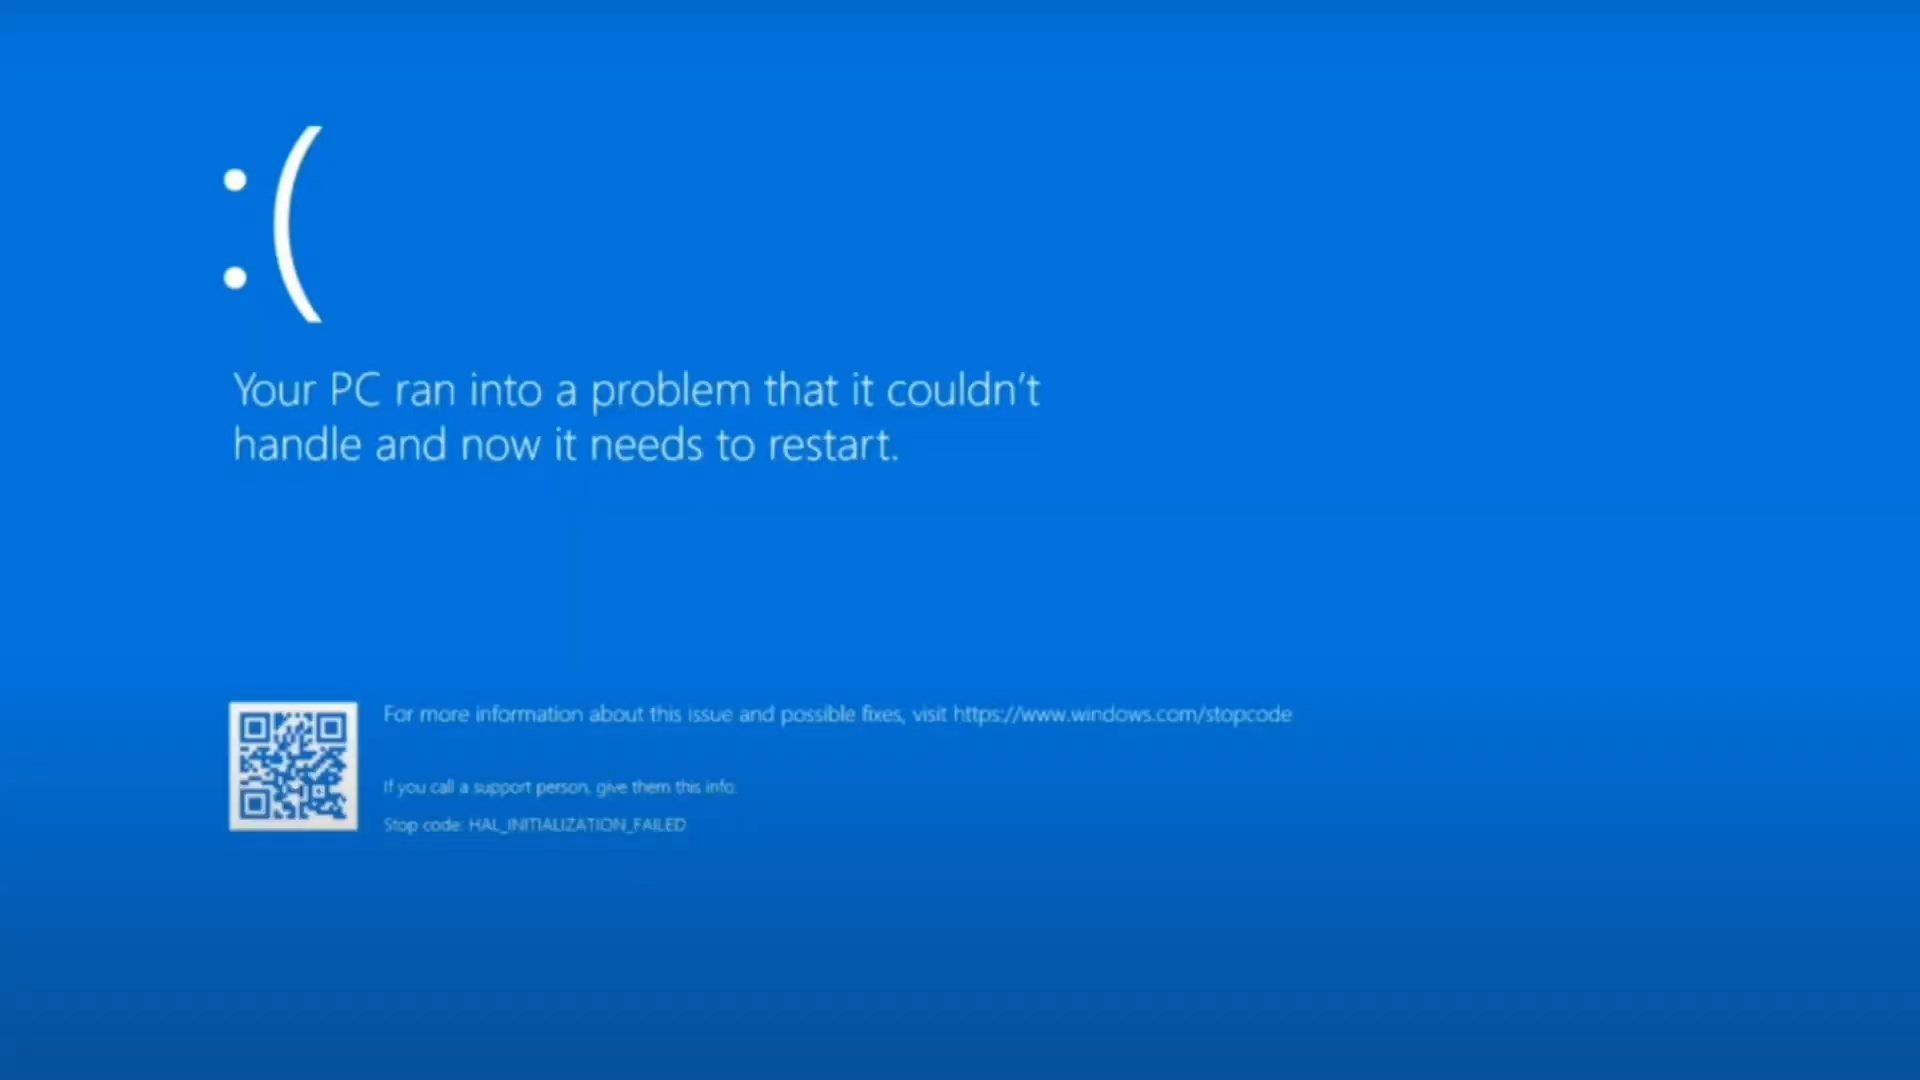 :(
Your PC ran into a problem that it couldn't
handle and now it needs to restart.
For more information about this issue and possible fixes, visit https://www.windows.com/stopcode
If you call a support person, give them this info:
Stop code: HAL_INITIALIZATION_FAILED